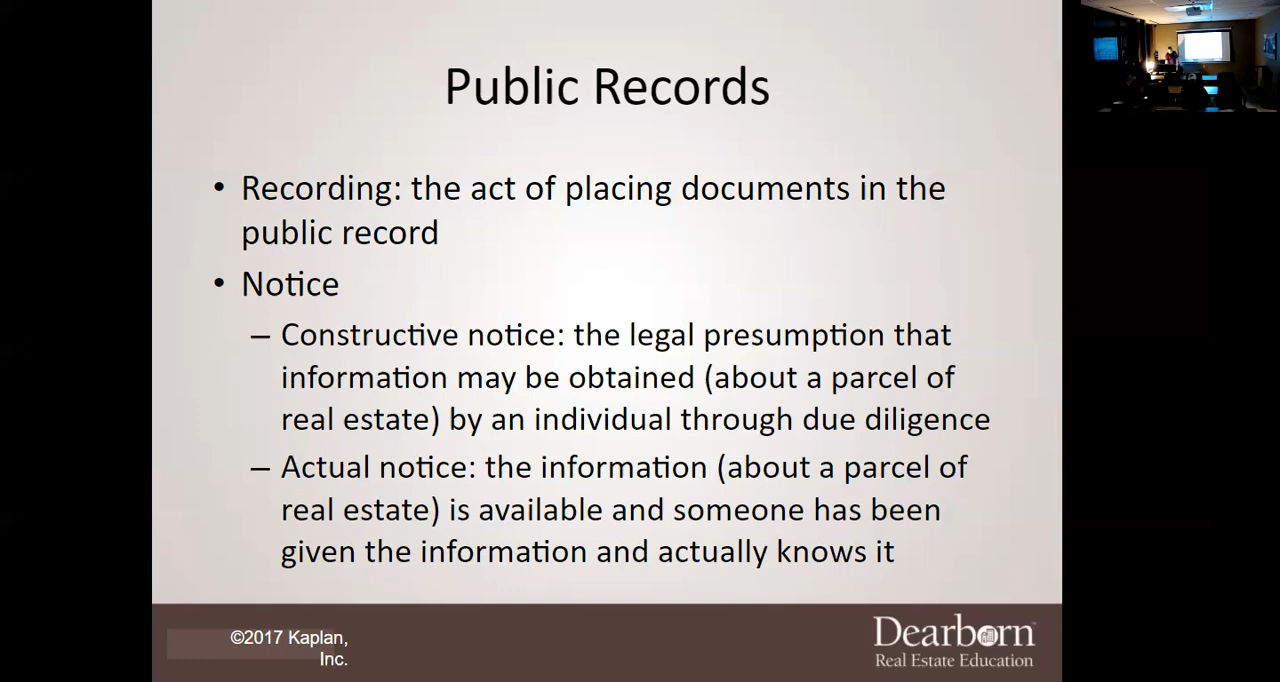 Public Records
• Recording: the act of placing documents in the
public record
• Notice
– Constructive notice: the legal presumption that
information may be obtained (about a parcel of
real estate) by an individual through due diligence
– Actual notice: the information (about a parcel of
real estate) is available and someone has been
given the information and actually knows it
©2017 Kaplan,
Inc.
Dearborn™
Real Estate Education